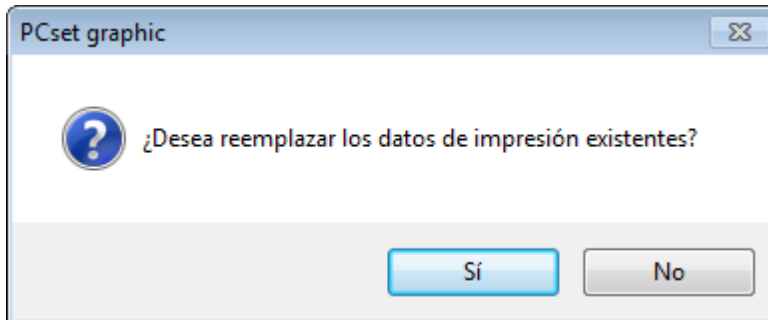 PCset graphic
¿Desea reemplazar los datos de impresión existentes?
Sí
No